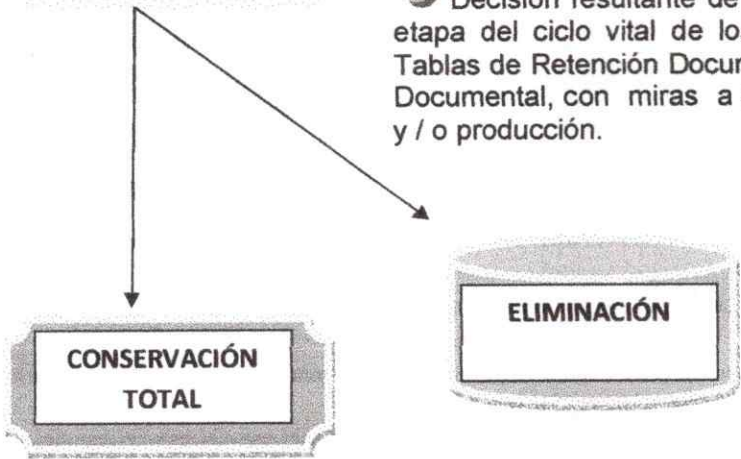 Decisión resultante de
etapa del ciclo vital de lo
Tablas de Retención Docur
Documental, con miras a
y / o producción.
ELIMINACIÓN
CONSERVACIÓN
TOTAL